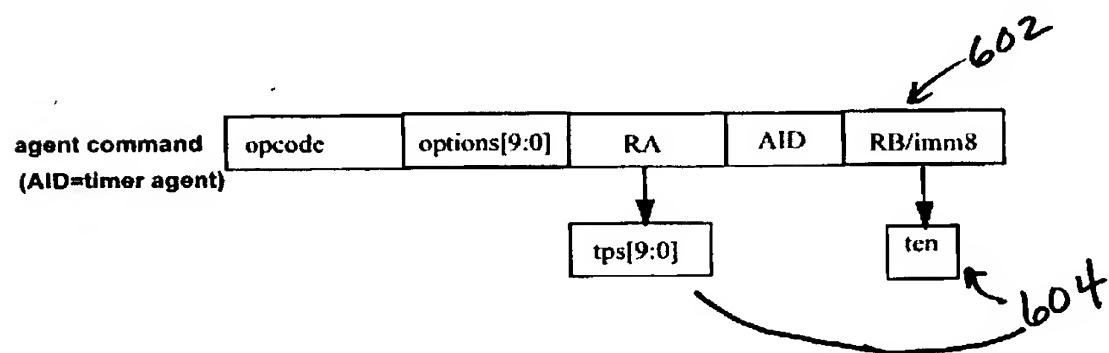 602
agent command opcode options[9:0] RA AID RB/imm8
(AID=timer agent)
tps[9:0] ten
604